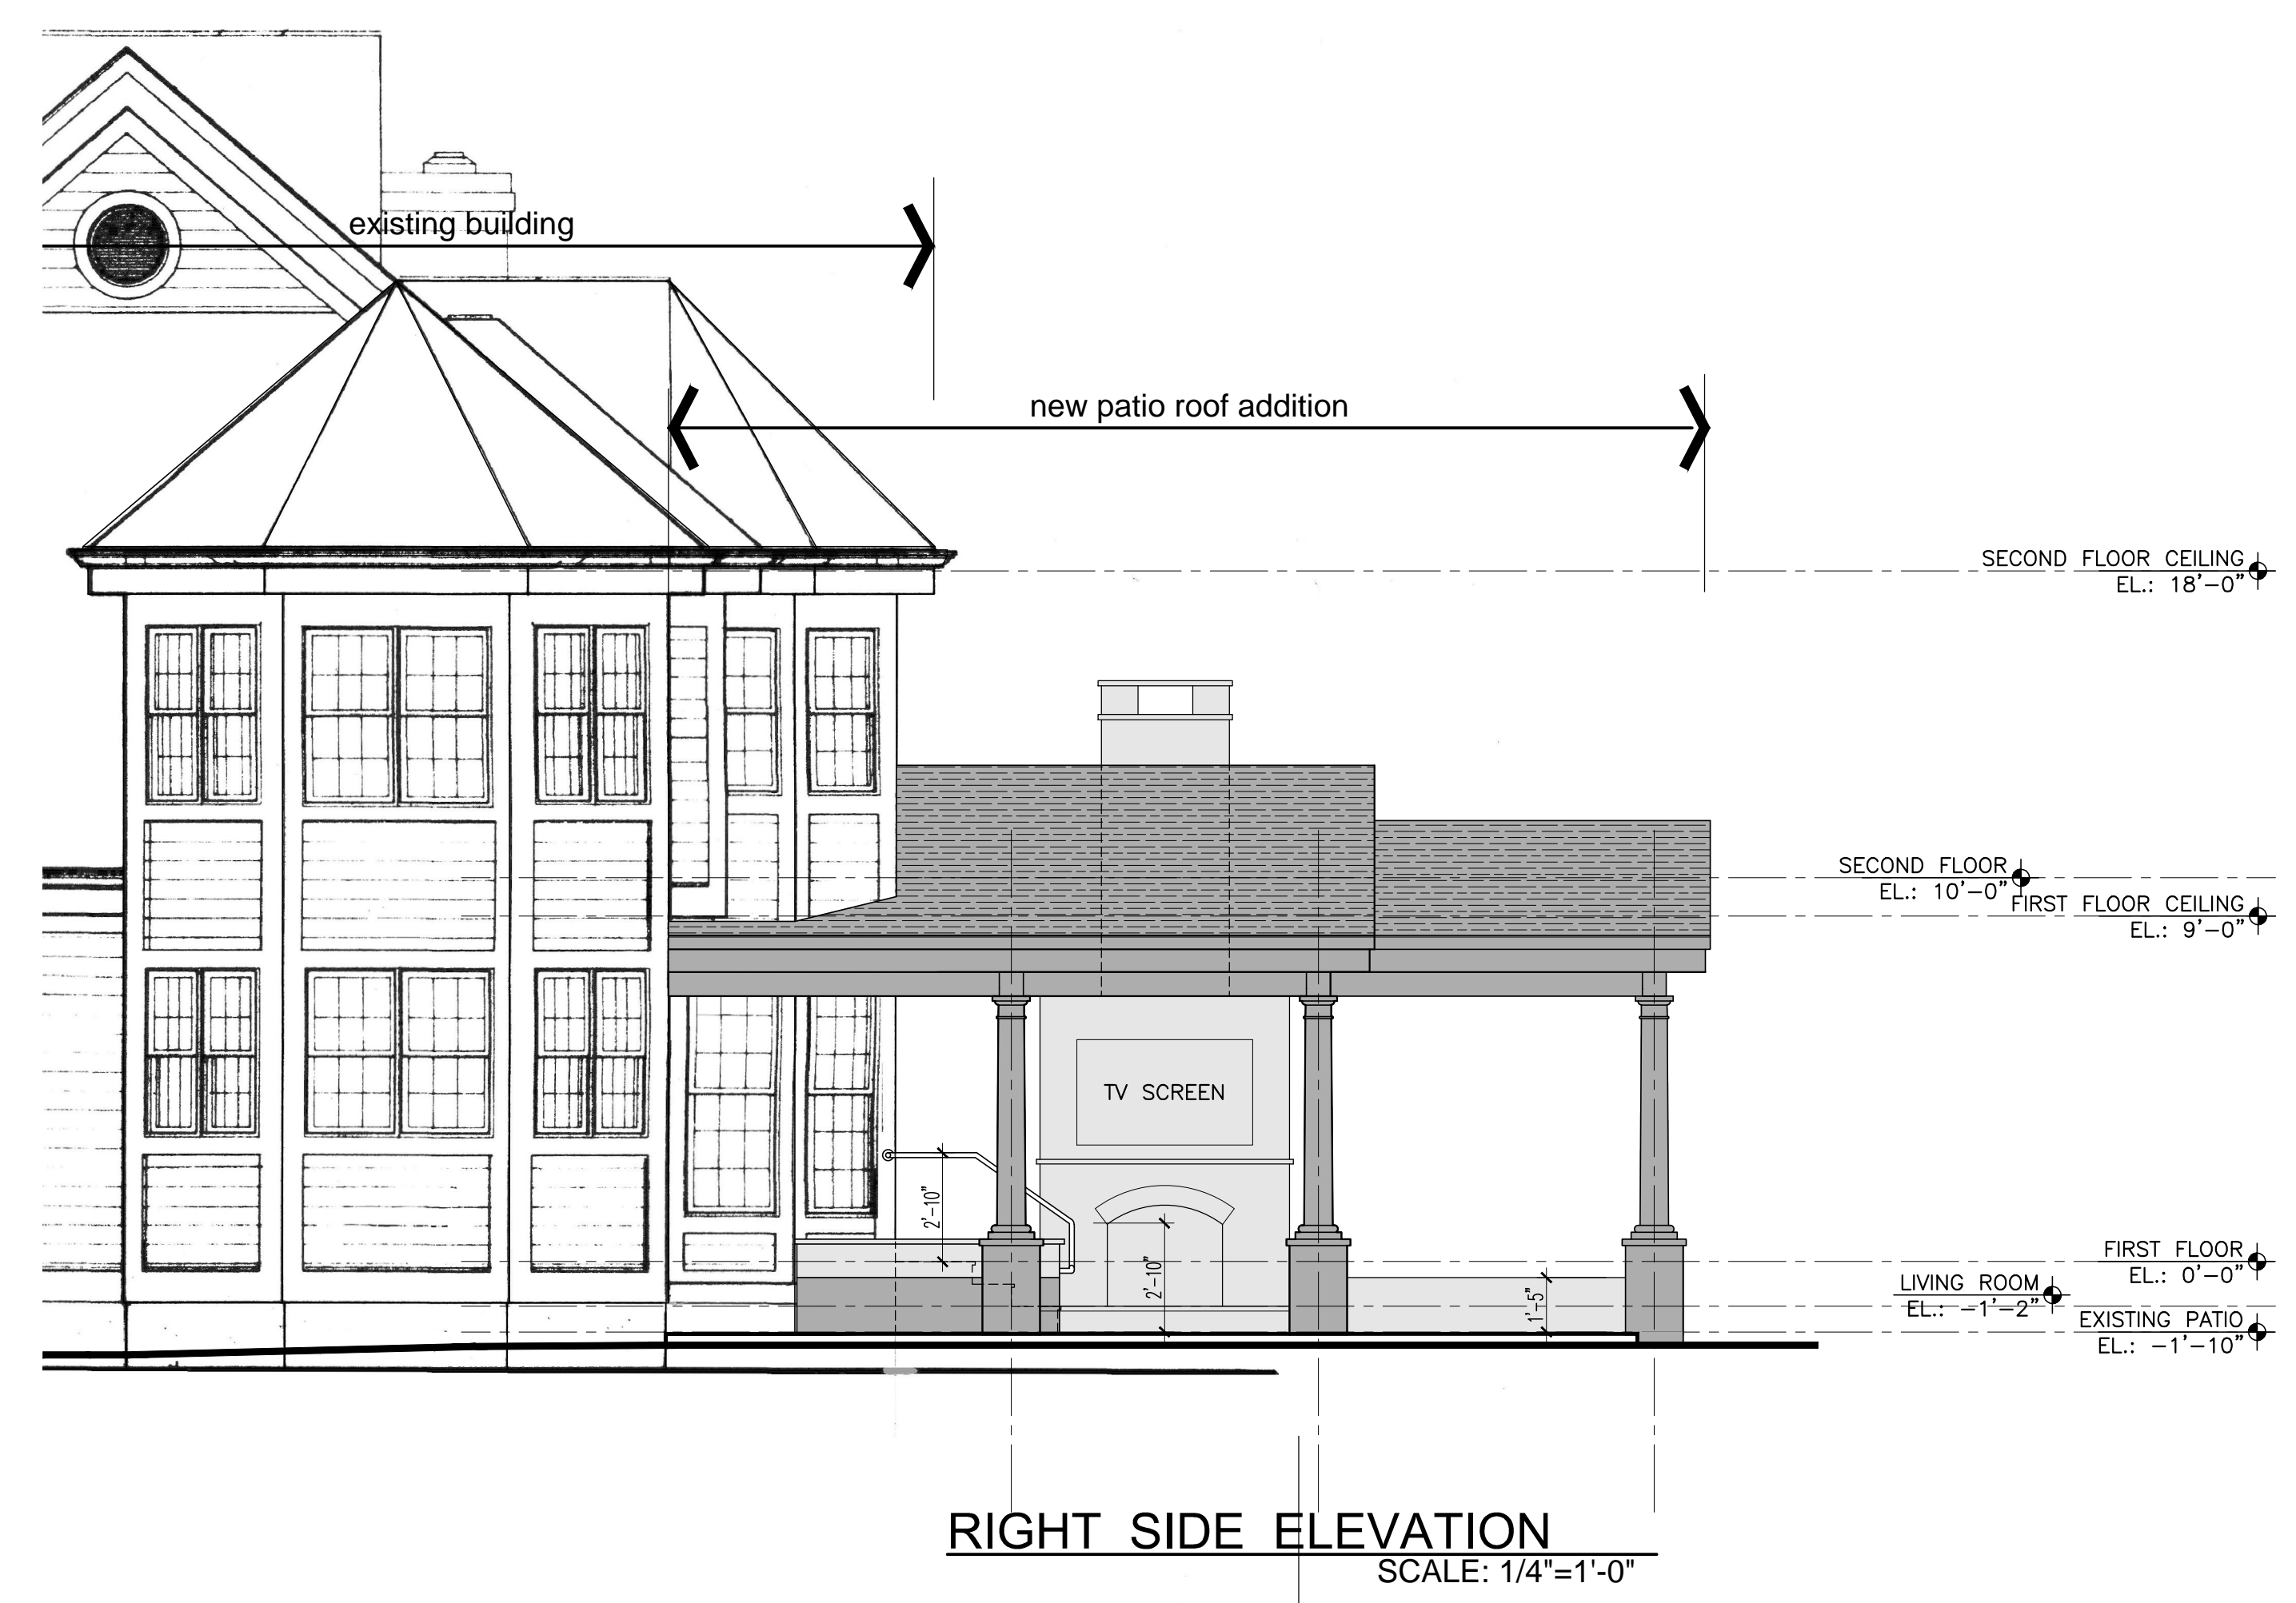 existing building
new patio roof addition
SECOND FLOOR CEILING
EL.: 18'-0"
SECOND FLOOR
EL.: 10'-0"
FIRST FLOOR CEILING
EL.: 9'-0"
TV SCREEN
2'-10"
2'-10"
1'-5"
FIRST FLOOR
EL.: 0'-0"
LIVING ROOM
EL.: -1'-2"
EXISTING PATIO
EL.: -1'-10"
RIGHT SIDE ELEVATION
SCALE: 1/4"=1'-0"